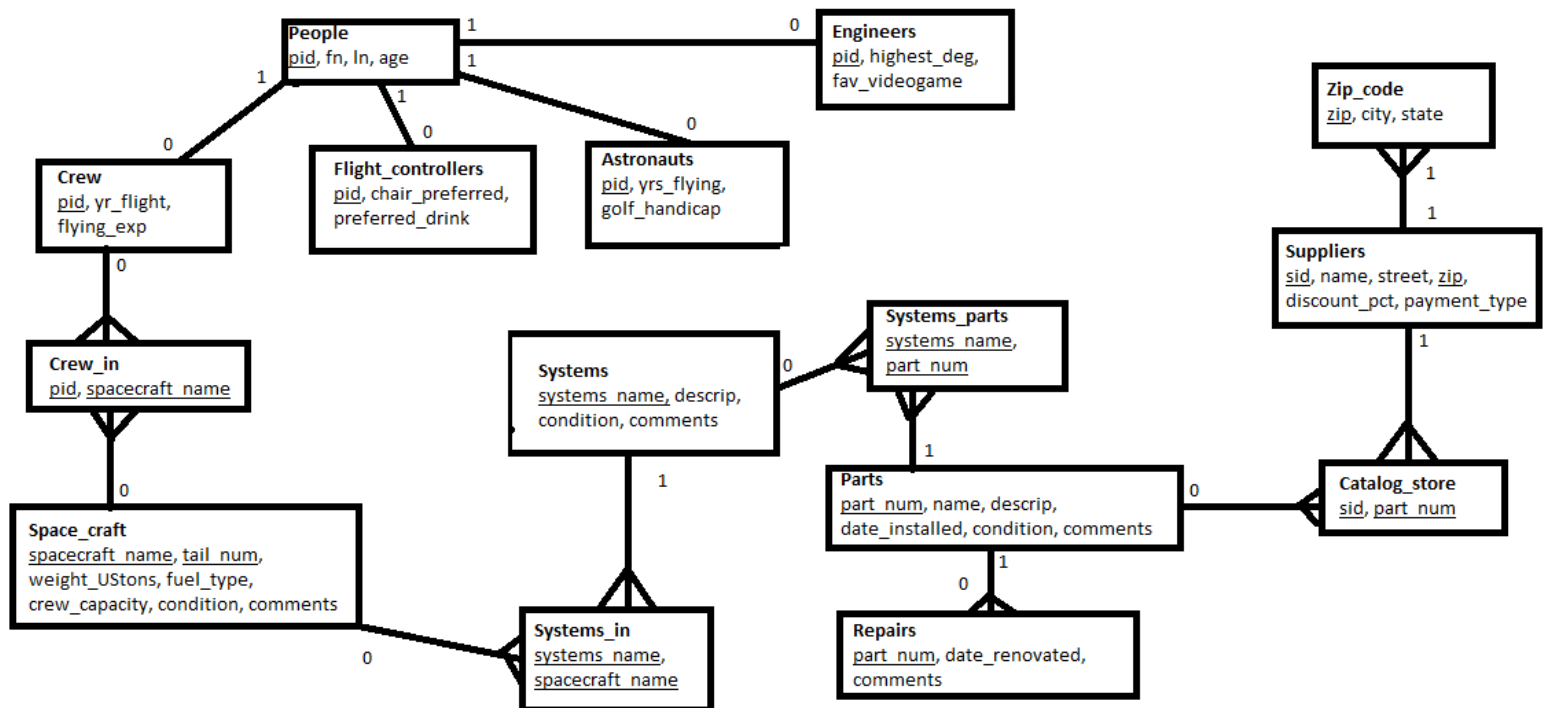 People
pid, fn, ln, age
1
0
1
1
1
0
0
0
Engineers
pid, highest_deg,
fav_videogame
Zip_code
zip, city, state
1
1
Crew
pid, yr_flight,
flying_exp
0
Flight_controllers
pid, chair_preferred,
preferred_drink
Astronauts
pid, yrs_flying,
golf_handicap
Suppliers
sid, name, street, zip,
discount_pct, payment_type
1
Crew_in
pid, spacecraft_name
0
Systems
systems_name, descrip,
condition, comments
0
1
Systems_parts
systems_name,
part_num
1
Parts
part_num, name, descrip,
date_installed, condition, comments
0
1
0
Catalog_store
sid, part_num
Space_craft
spacecraft_name, tail_num,
weight_UStons, fuel_type,
crew_capacity, condition, comments
0
Systems_in
systems_name,
spacecraft_name
Repairs
part_num, date_renovated,
comments